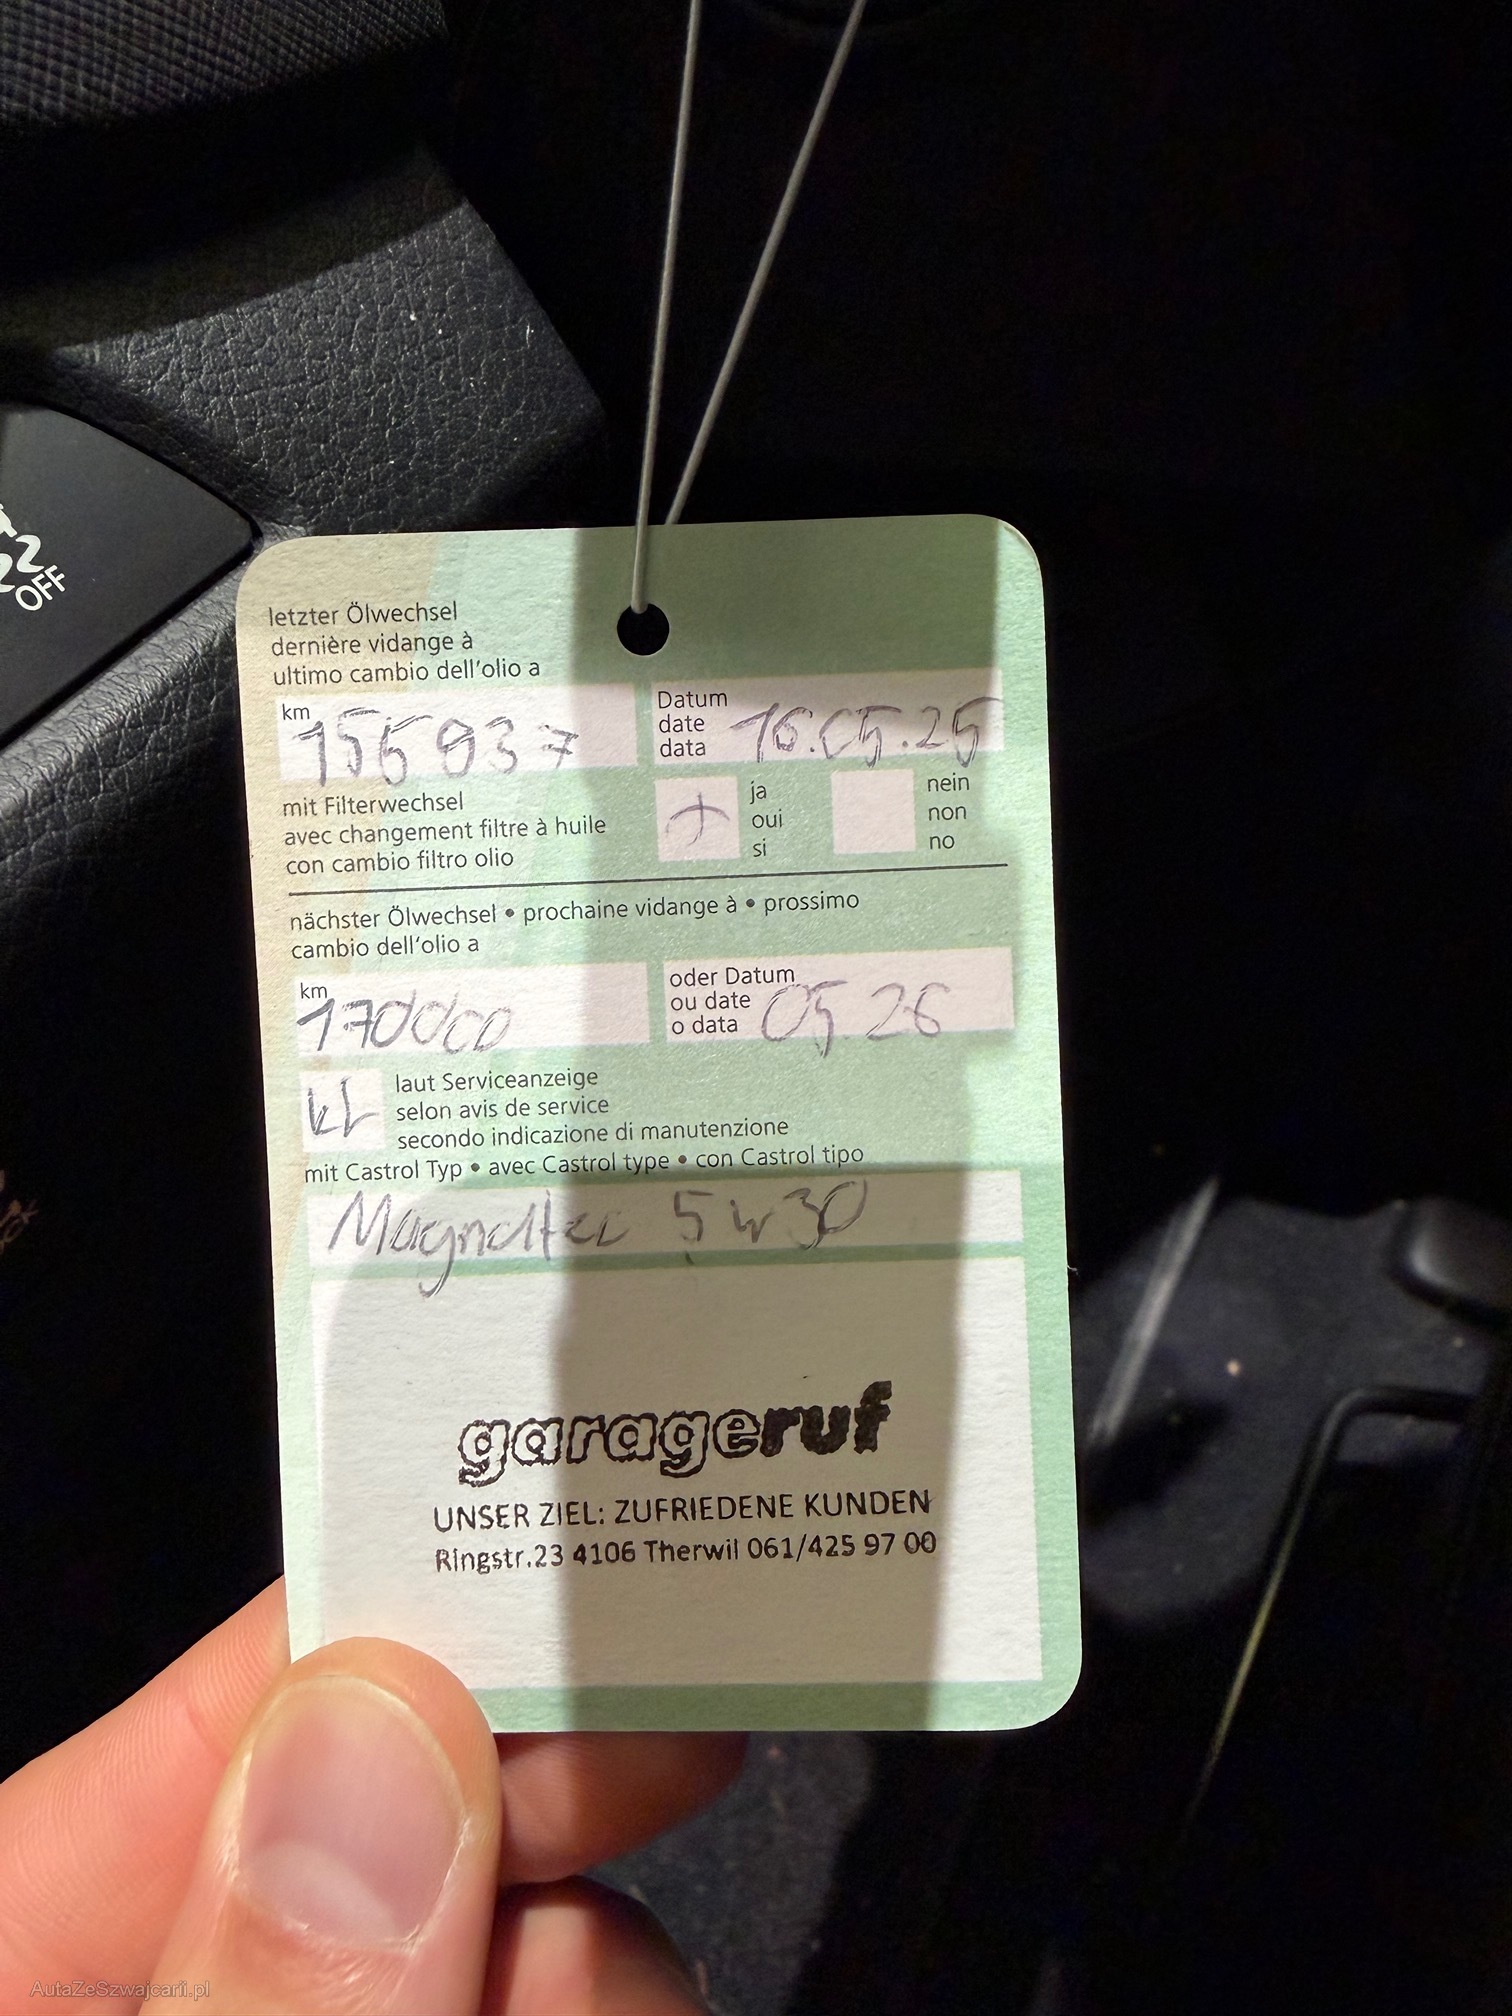 OFF
letzter Ölwechsel
dernière vidange à
ultimo cambio dell'olio a
km
Datum
date
data
16.05.25
mit Filterwechsel
avec changement filtre à huile
con cambio filtro olio
ja
oui
si
nein
non
no
nächster Ölwechsel • prochaine vidange à • prossimo
cambio dell'olio a
km
170000
oder Datum
ou date
o data
05.26
laut Serviceanzeige
selon avis de service
secondo indicazione di manutenzione
mit Castrol Typ • avec Castrol type • con Castrol tipo
Magnattec 5w30
garageruf
UNSER ZIEL: ZUFRIEDENE KUNDEN
Ringstr.23 4106 Therwil 061/425 97 00
AutaZeSzwajcarii.pl